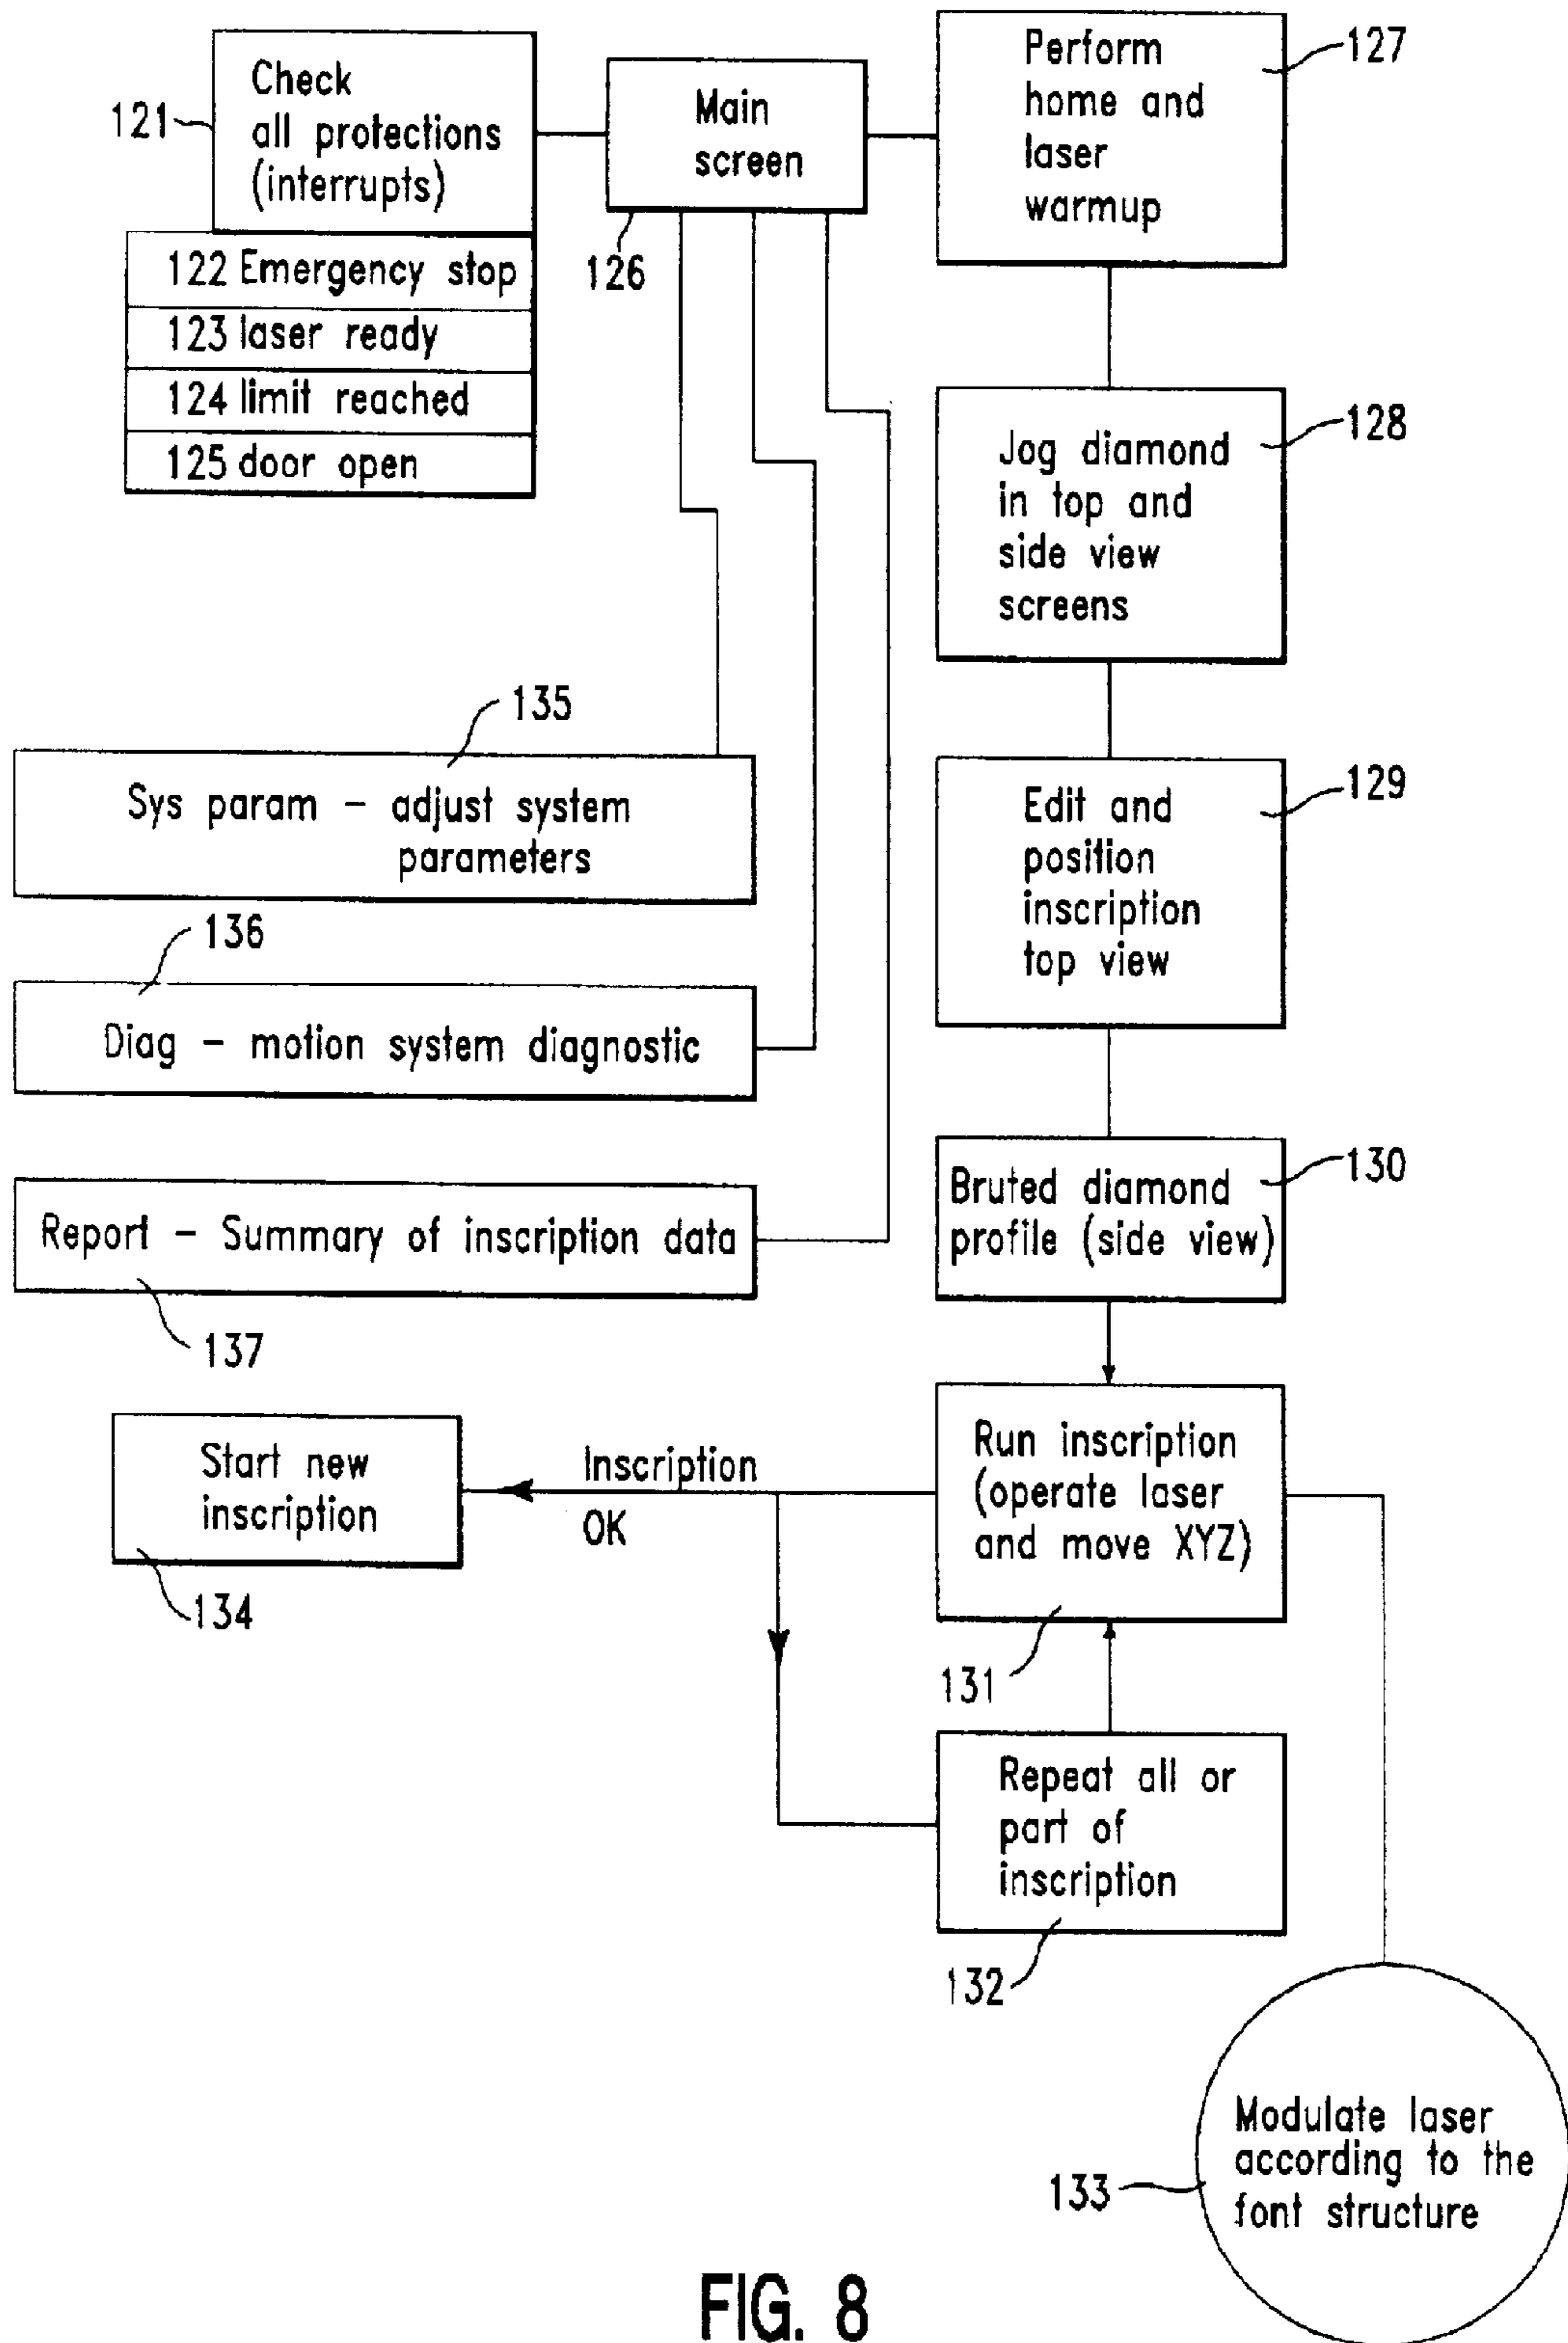 Check
all protections
(interrupts)
121
122 Emergency stop
123 laser ready
124 limit reached
125 door open
Main
screen
126
Perform
home and
laser
warmup
127
Jog diamond
in top and
side view
screens
128
Edit and
position
inscription
top view
129
Bruted diamond
profile (side view)
130
135
Sys param - adjust system
parameters
136
Diag - motion system diagnostic
Report - Summary of inscription data
137
Run inscription
(operate laser
and move XYZ)
131
Inscription
OK
Start new
inscription
134
Repeat all or
part of
inscription
132
Modulate laser
according to the
font structure
133
FIG. 8